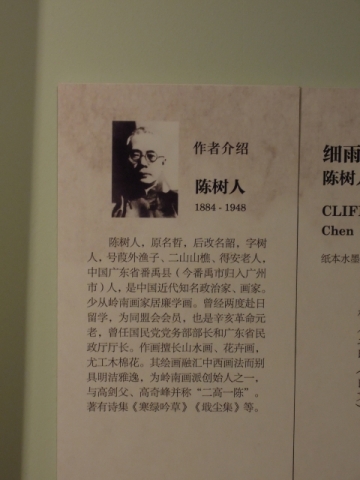 作者介绍
陈树人
1884 - 1948
陈树人，原名哲，后改名韶，字树
人，号葭外渔子、二山山樵、得安老人，
中国广东省番禺县（今番禺市归入广州
市）人，是中国近代知名政治家、画家。
少从岭南画家居廉学画。曾经两度赴日
留学，为同盟会会员，也是辛亥革命元
老，曾任国民党党务部部长和广东省民
政厅厅长。作画擅长山水画、花卉画，
尤工木棉花。其绘画融汇中西画法而别
具明洁雅逸，为岭南画派创始人之一，
与高剑父、高奇峰并称“二高一陈”。
著有诗集《寒绿吟草》《战尘集》等。
细雨
陈树人
CLIFF
Chen
纸本水墨